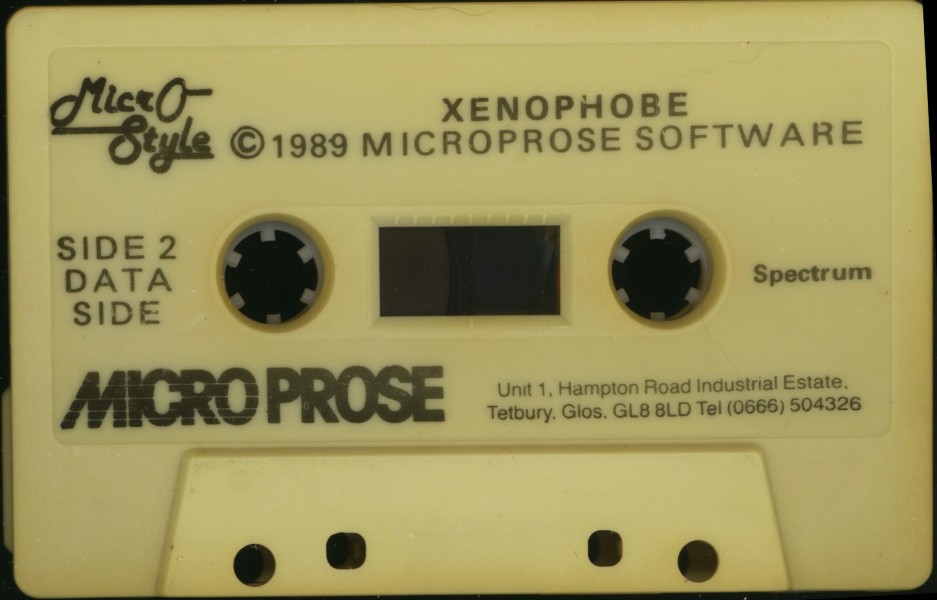 Micro
Style
XENOPHOBE
© 1989 MICROPROSE SOFTWARE
SIDE 2
DATA
SIDE
Spectrum
MICRO PROSE
Unit 1, Hampton Road Industrial Estate,
Tetbury. Glos. GL8 8LD Tel (0666) 504326